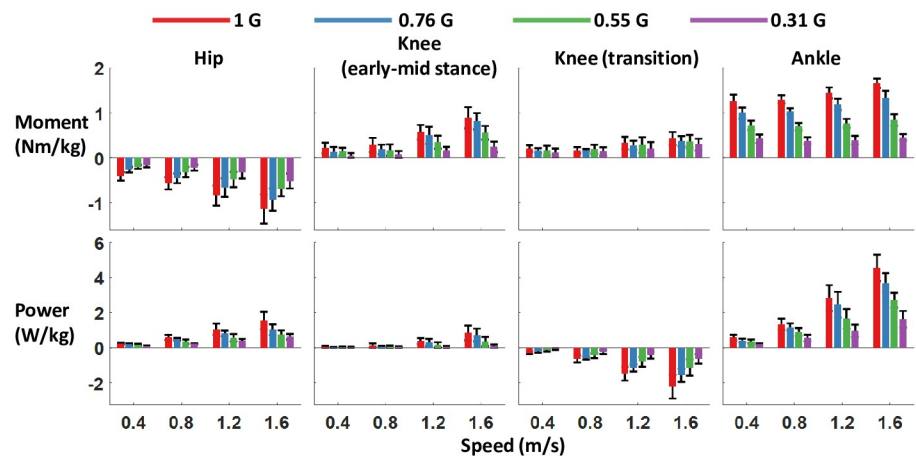 1 G 0.76 G 0.55 G 0.31 G
Hip Knee (early-mid stance) Knee (transition) Ankle
Moment (Nm/kg)
2
1
0
-1
Power (W/kg)
6
4
2
0
-2
0.4 0.8 1.2 1.6 0.4 0.8 1.2 1.6 0.4 0.8 1.2 1.6 0.4 0.8 1.2 1.6
Speed (m/s)